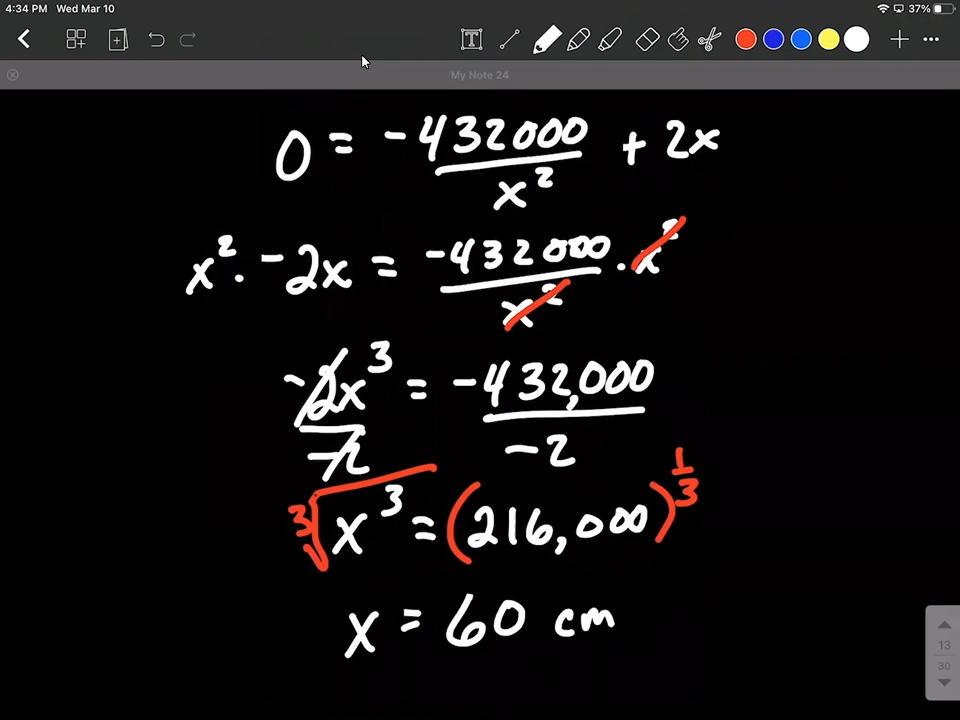 4:34 PM Wed Mar 10 37%
My Note 24
0 = -432000/x² + 2x
x² · -2x = -432000/x² · x²
-2x³/-2 = -432,000/-2
∛x³ = (216,000)^1/3
x = 60 cm
13
30